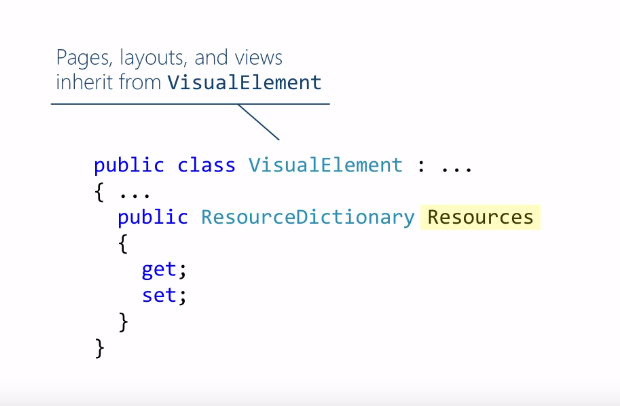 Pages, layouts, and views
inherit from VisualElement
public class VisualElement : ...
{ ...
public ResourceDictionary Resources
{
get;
set;
}
}